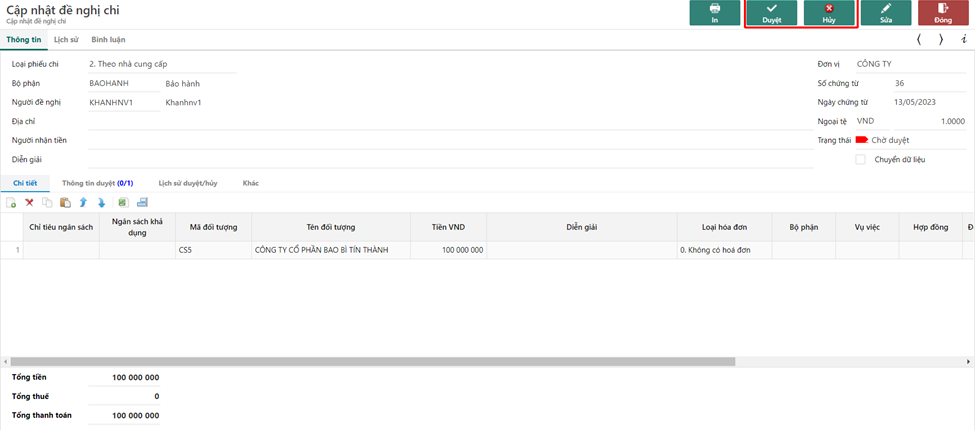 Cập nhật đề nghị chi
Cập nhật đề nghị chi
In
Duyệt
Hủy
Sửa
Đóng
Thông tin
Lịch sử
Bình luận
Loại phiếu chi 2. Theo nhà cung cấp
Bộ phận BAOHANH Bảo hành
Người đề nghị KHANHNV1 Khanhnv1
Địa chỉ
Người nhận tiền
Diễn giải
Đơn vị CÔNG TY
Số chứng từ 36
Ngày chứng từ 13/05/2023
Ngoại tệ VND 1.0000
Trạng thái Chờ duyệt
Chuyển dữ liệu
Chi tiết
Thông tin duyệt (0/1)
Lịch sử duyệt/hủy
Khác
Chỉ tiêu ngân sách
Ngân sách khả
dụng
Mã đối tượng
Tên đối tượng
Tiền VND
Diễn giải
Loại hóa đơn
Bộ phận
Vụ việc
Hợp đồng
1 CS5 CÔNG TY CỔ PHẦN BAO BÌ TÍN THÀNH 100 000 000 0. Không có hoá đơn
Tổng tiền 100 000 000
Tổng thuế 0
Tổng thanh toán 100 000 000